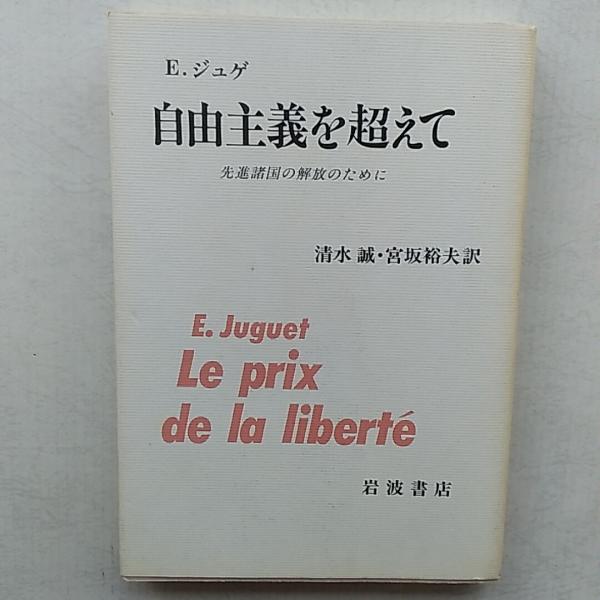 E.ジュゲ
自由主義を超えて
先進諸国の解放のために
清水 誠・宮坂裕夫訳
E. Juguet
Le prix
de la liberté
岩波書店